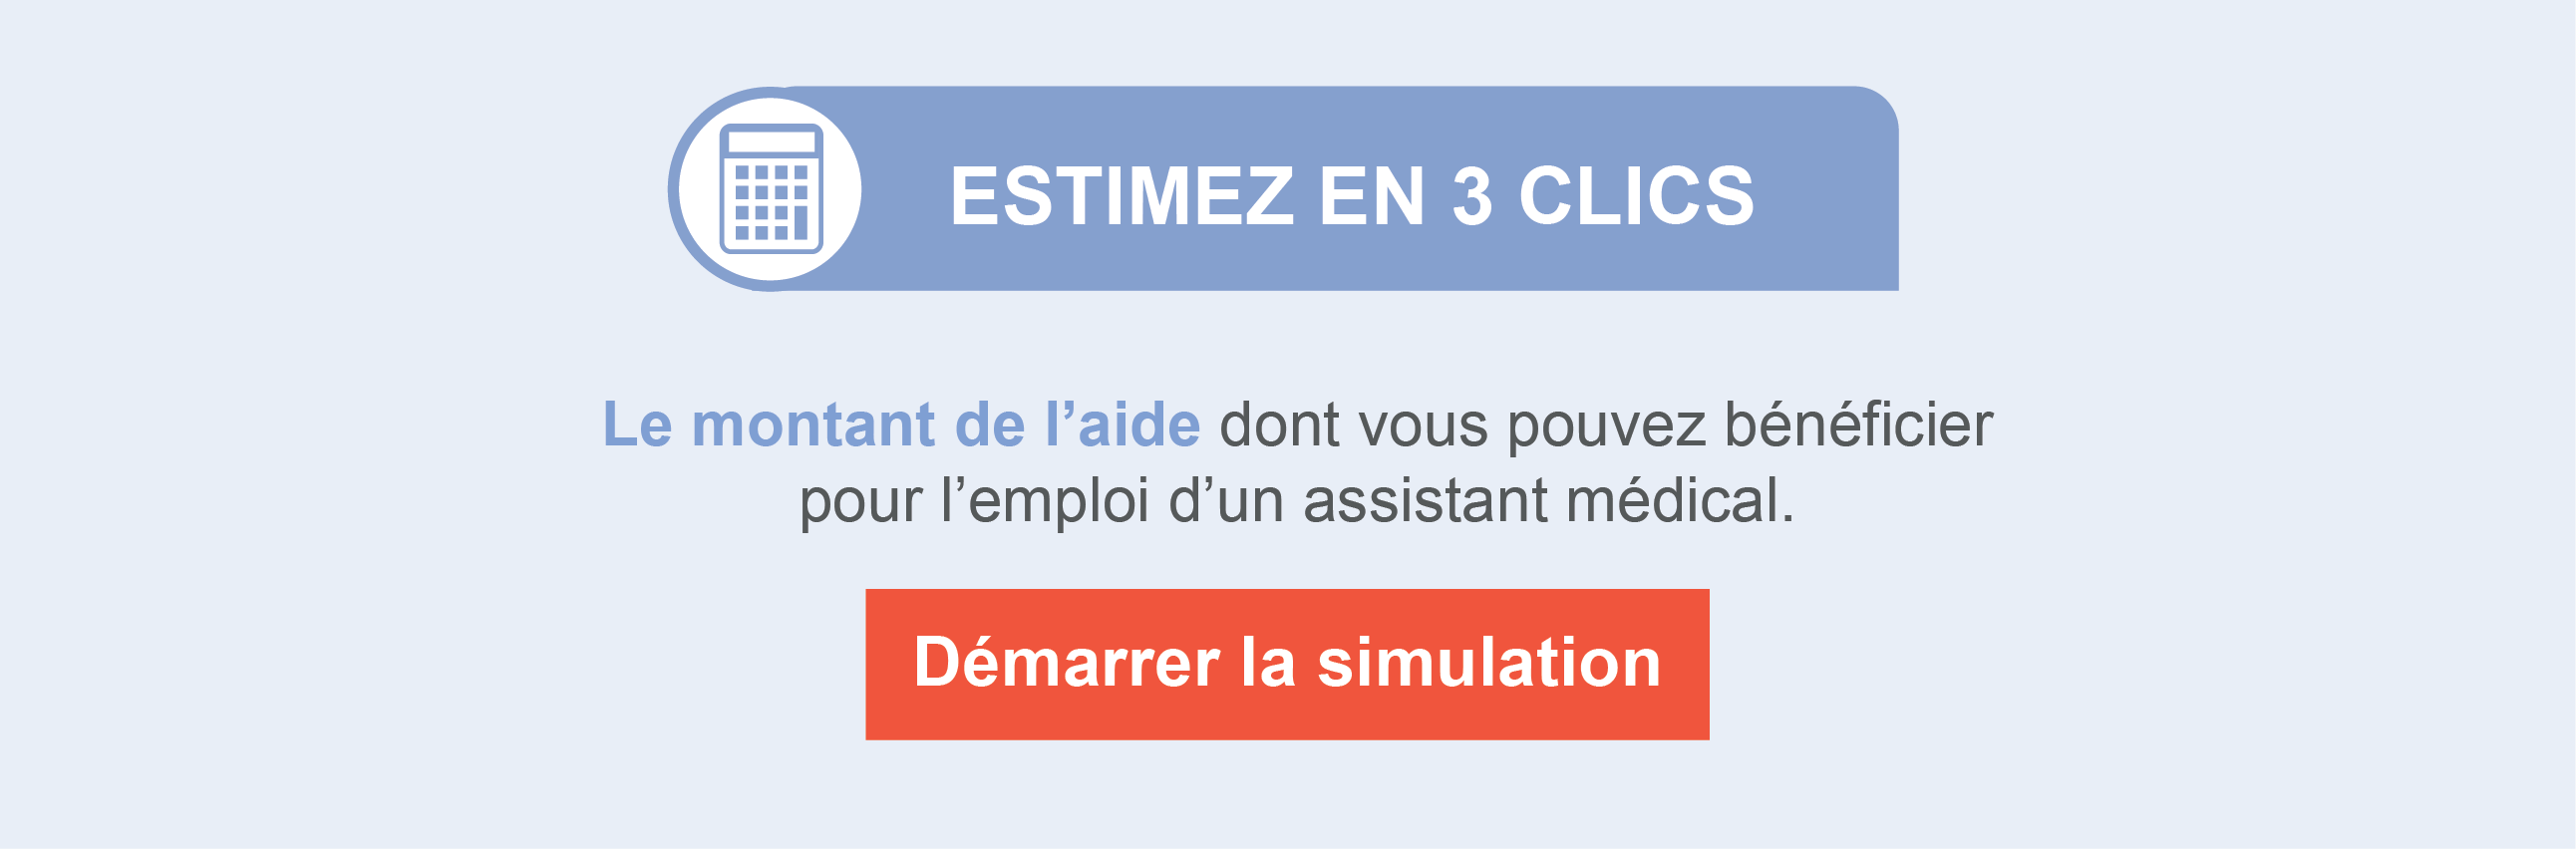 ESTIMEZ EN 3 CLICS
Le montant de l’aide dont vous pouvez bénéficier
pour l’emploi d’un assistant médical.
Démarrer la simulation